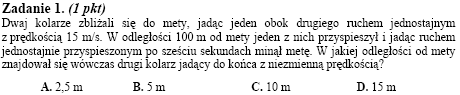 Zadanie 1. (1 pkt)
Dwaj kolarze zbliżali się do mety, jadąc jeden obok drugiego ruchem jednostajnym
z prędkością 15 m/s. W odległości 100 m od mety jeden z nich przyspieszył i jadąc ruchem
jednostajnie przyspieszonym po sześciu sekundach minął metę. W jakiej odległości od mety
znajdował się wówczas drugi kolarz jadący do końca z niezmienną prędkością?
A. 2,5 m B. 5 m C. 10 m D. 15 m